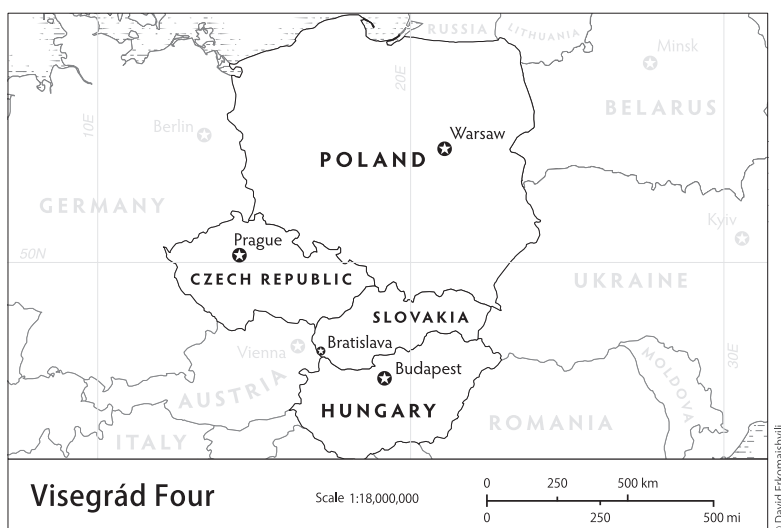 RUSSIA
LITHUANIA
Minsk
20E
10E
BELARUS
Berlin
Warsaw
POLAND
GERMANY
Kyiv
Prague
50N
CZECH REPUBLIC
UKRAINE
SLOVAKIA
Bratislava
Vienna
30E
MOLDOVA
Budapest
AUSTRIA
HUNGARY
ROMANIA
ITALY
Visegrád Four
Scale 1:18,000,000
0 250 500 km
0 250 500 mi
David Erkomaishvili